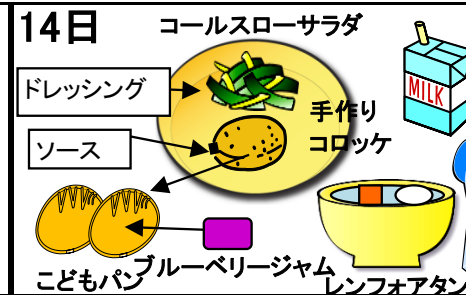 14日
コールスローサラダ
ドレッシング
MILK
手作り
コロッケ
ソース
こどもパン
ブルーベリージャム
レンフォアタン